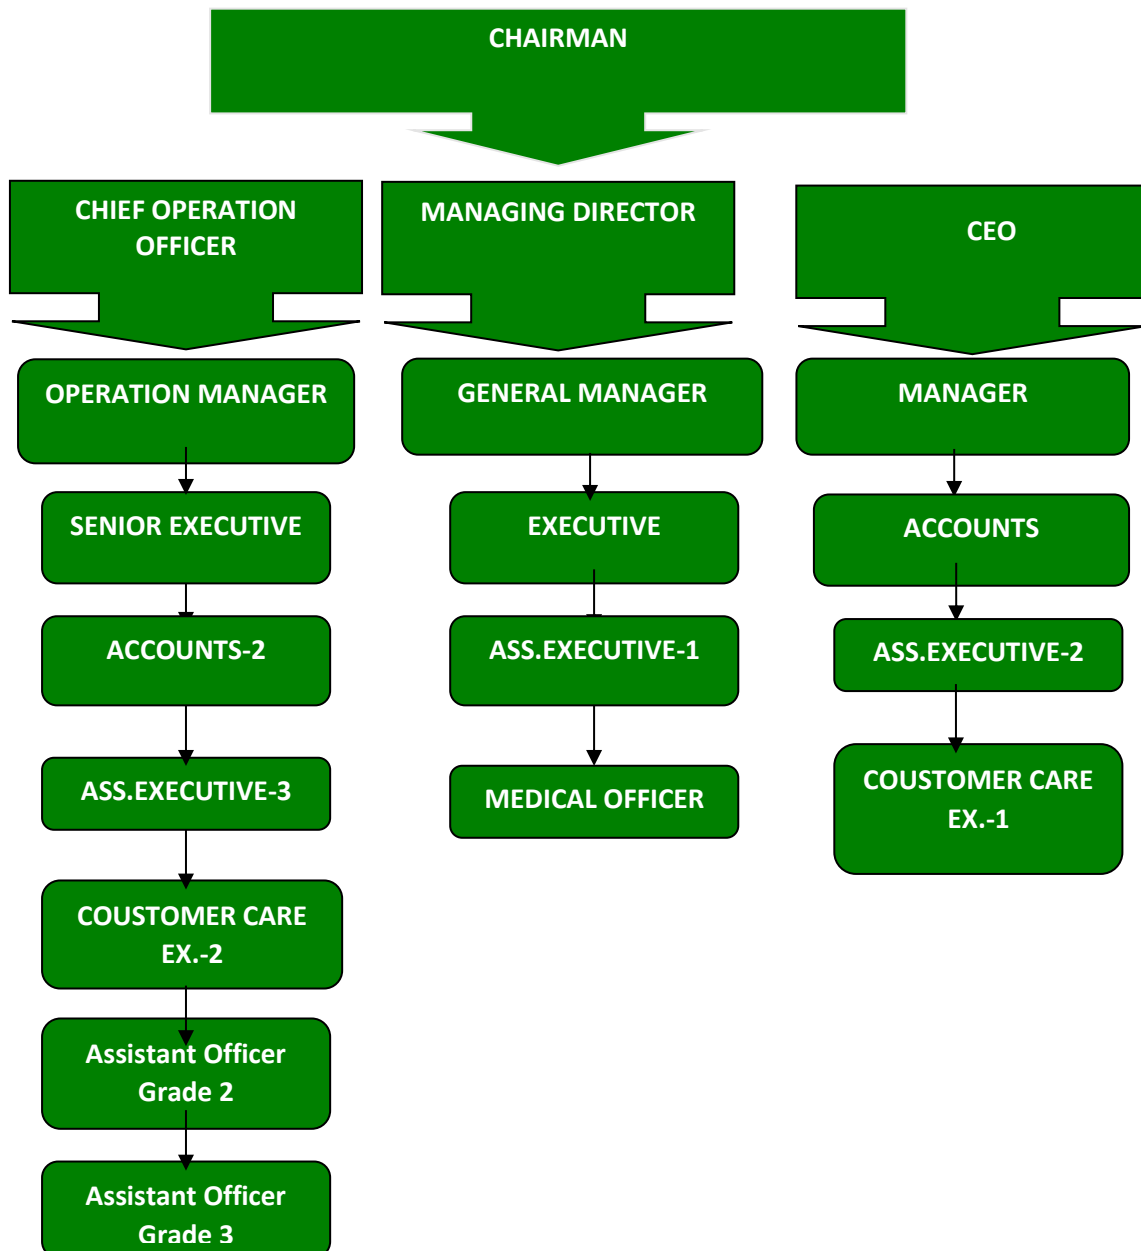 CHAIRMAN
CHIEF OPERATION
OFFICER
MANAGING DIRECTOR
CEO
OPERATION MANAGER
GENERAL MANAGER
MANAGER
SENIOR EXECUTIVE
EXECUTIVE
ACCOUNTS
ACCOUNTS-2
ASS.EXECUTIVE-1
ASS.EXECUTIVE-2
ASS.EXECUTIVE-3
MEDICAL OFFICER
COUSTOMER CARE
EX.-1
COUSTOMER CARE
EX.-2
Assistant Officer
Grade 2
Assistant Officer
Grade 3